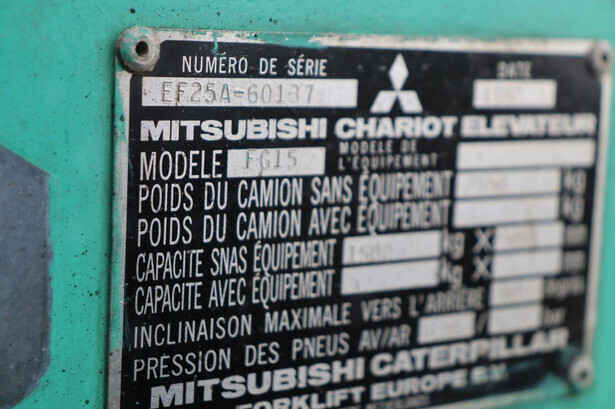 NUMÉRO DE SÉRIE DATE
EF25A-60137
MITSUBISHI CHARIOT ELEVATEUR
MODELE FG15 MODELE DE L'ÉQUIPEMENT
POIDS DU CAMION SANS ÉQUIPEMENT kg
POIDS DU CAMION AVEC ÉQUIPEMENT kg
CAPACITE SNAS ÉQUIPEMENT 1500 kg X mm
CAPACITE AVEC ÉQUIPEMENT kg X mm
INCLINAISON MAXIMALE VERS L'ARRIÈRE
PRESSION DES PNEUS AV/AR / bar
MITSUBISHI CATERPILLAR
FORKLIFT EUROPE B.V.